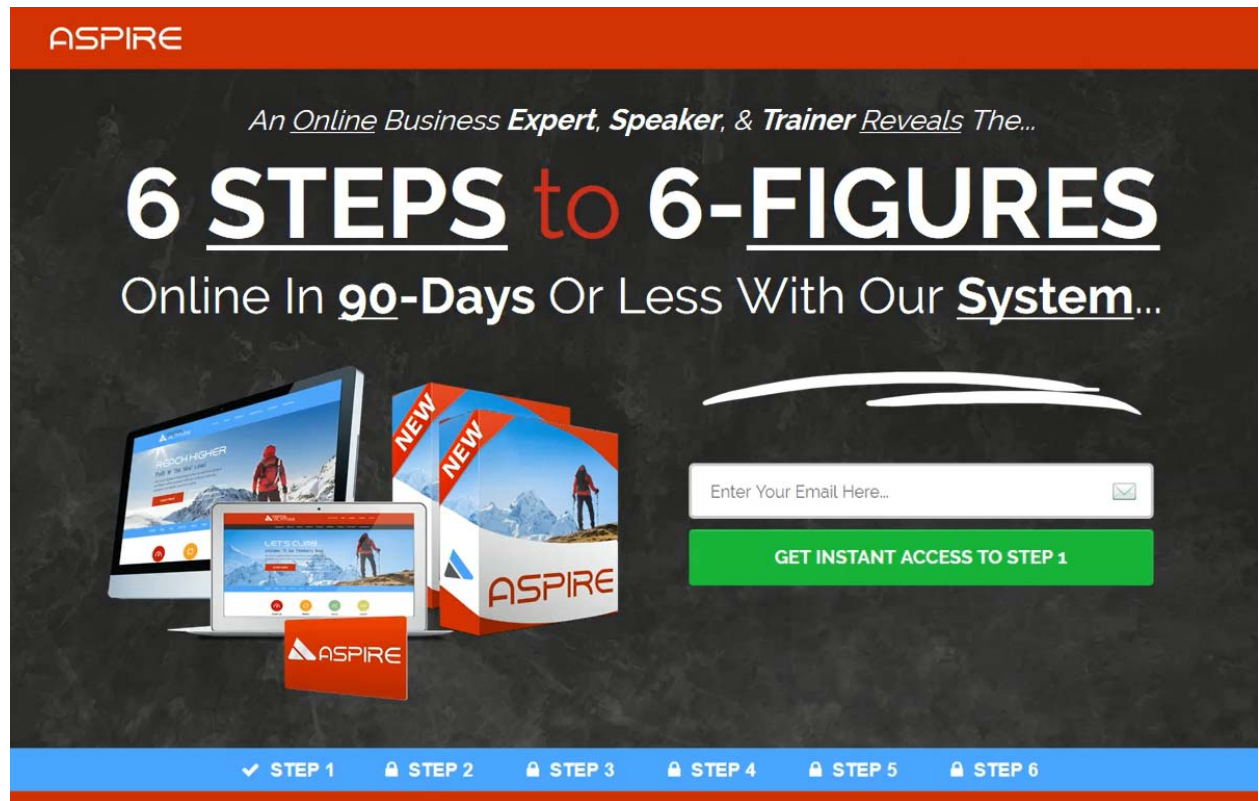 ASPIRE
An Online Business Expert, Speaker, & Trainer Reveals The...
6 STEPS to 6-FIGURES
Online In 90-Days Or Less With Our System...
NEW
NEW
REACH HIGHER
LET'S CLIMB...
ASPIRE
ASPIRE
Enter Your Email Here...
GET INSTANT ACCESS TO STEP 1
STEP 1 STEP 2 STEP 3 STEP 4 STEP 5 STEP 6